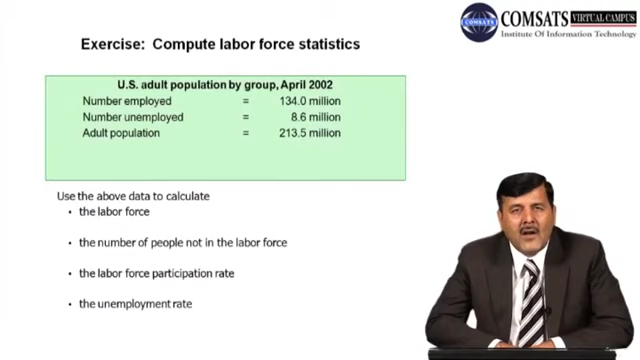 COMSATS VIRTUAL CAMPUS
Institute Of Information Technology
Exercise: Compute labor force statistics
U.S. adult population by group, April 2002
Number employed = 134.0 million
Number unemployed = 8.6 million
Adult population = 213.5 million
Use the above data to calculate
• the labor force
• the number of people not in the labor force
• the labor force participation rate
• the unemployment rate